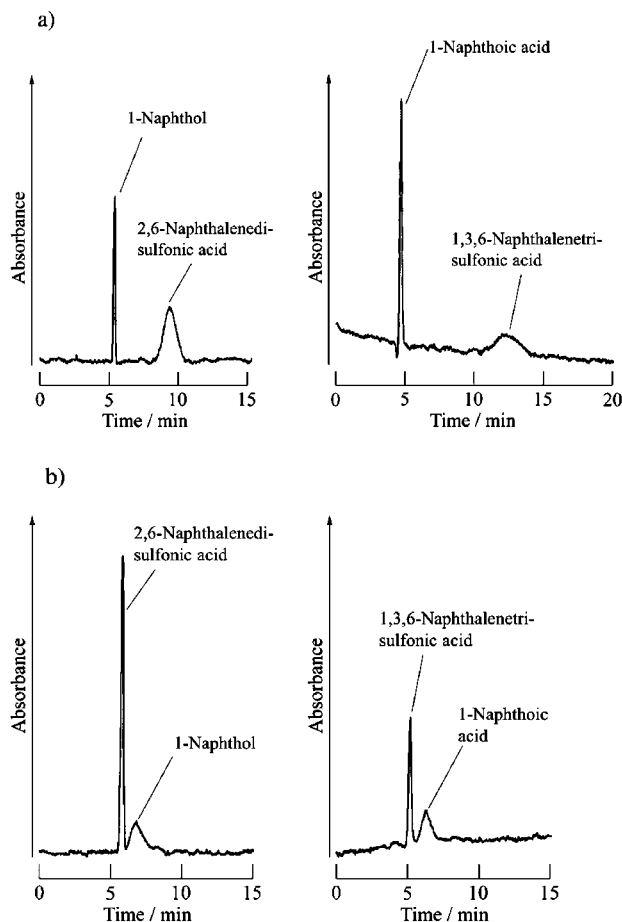 a)
1-Naphthoic acid
1-Naphthol
2,6-Naphthalenedi-
sulfonic acid
1,3,6-Naphthalenetri-
sulfonic acid
Absorbance
Absorbance
0 5 10 15
Time / min
0 5 10 15 20
Time / min
b)
2,6-Naphthalenedi-
sulfonic acid
1-Naphthol
1,3,6-Naphthalenetri-
sulfonic acid
1-Naphthoic
acid
Absorbance
Absorbance
0 5 10 15
Time / min
0 5 10 15
Time / min